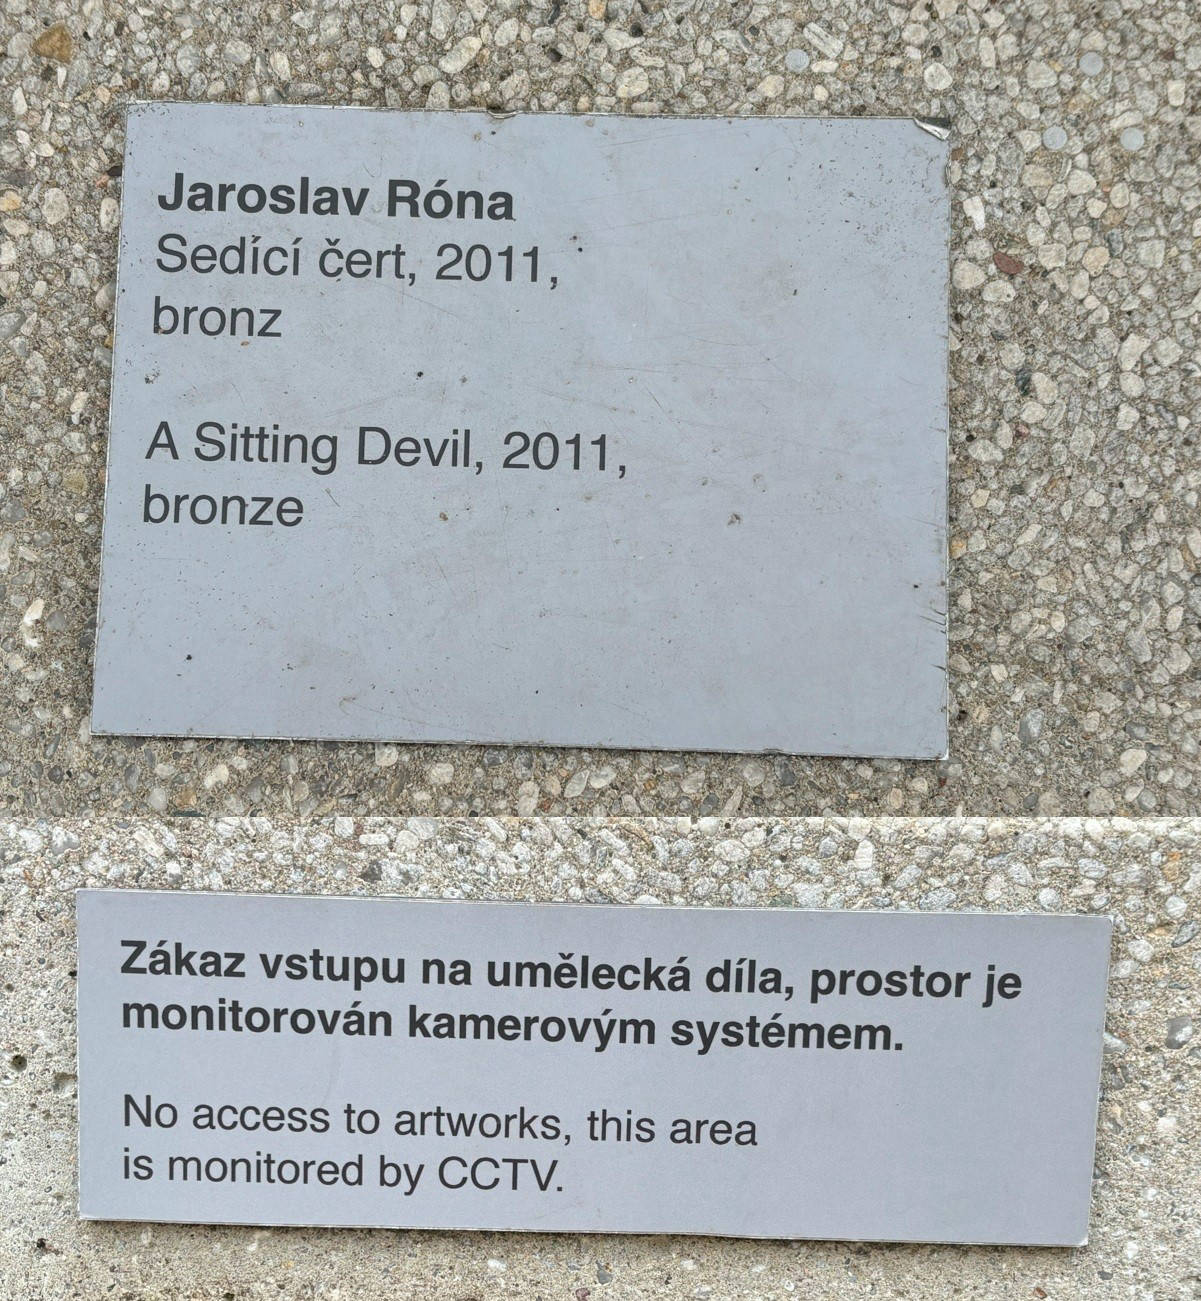 Jaroslav Róna
Sedící čert, 2011,
bronz
A Sitting Devil, 2011,
bronze
Zákaz vstupu na umělecká díla, prostor je
monitorován kamerovým systémem.
No access to artworks, this area
is monitored by CCTV.